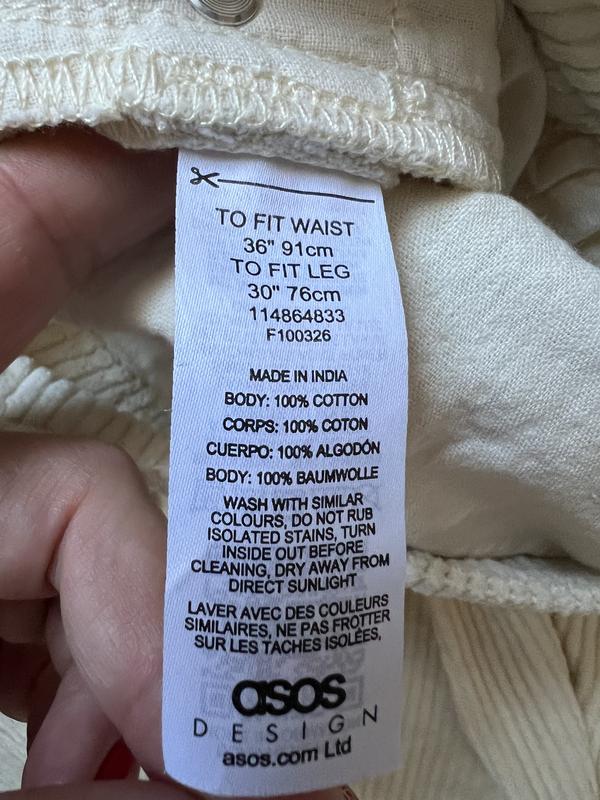 TO FIT WAIST
36" 91cm
TO FIT LEG
30" 76cm
114864833
F100326
MADE IN INDIA
BODY: 100% COTTON
CORPS: 100% COTON
CUERPO: 100% ALGODÓN
BODY: 100% BAUMWOLLE
WASH WITH SIMILAR
COLOURS, DO NOT RUB
ISOLATED STAINS, TURN
INSIDE OUT BEFORE
CLEANING, DRY AWAY FROM
DIRECT SUNLIGHT
LAVER AVEC DES COULEURS
SIMILAIRES, NE PAS FROTTER
SUR LES TACHES ISOLÉES,
asos
DESIGN
asos.com Ltd